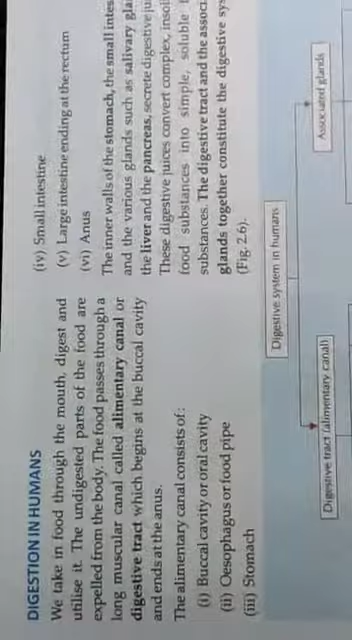 DIGESTION IN HUMANS
We take in food through the mouth, digest and
utilise it. The undigested parts of the food are
expelled from the body. The food passes through a
long muscular canal called alimentary canal or
digestive tract which begins at the buccal cavity
and ends at the anus.
The alimentary canal consists of:
(i) Buccal cavity or oral cavity
(ii) Oesophagus or food pipe
(iii) Stomach
(iv) Small intestine
(v) Large intestine ending at the rectum
(vi) Anus
The inner walls of the stomach, the small
and the various glands such as salivary
the liver and the pancreas, secrete digestive
These digestive juices convert complex,
food substances into simple, soluble
substances. The digestive tract and the
glands together constitute the digestive
(Fig. 2.6).
Digestive system in humans
Digestive tract (alimentary canal)
Associated glands